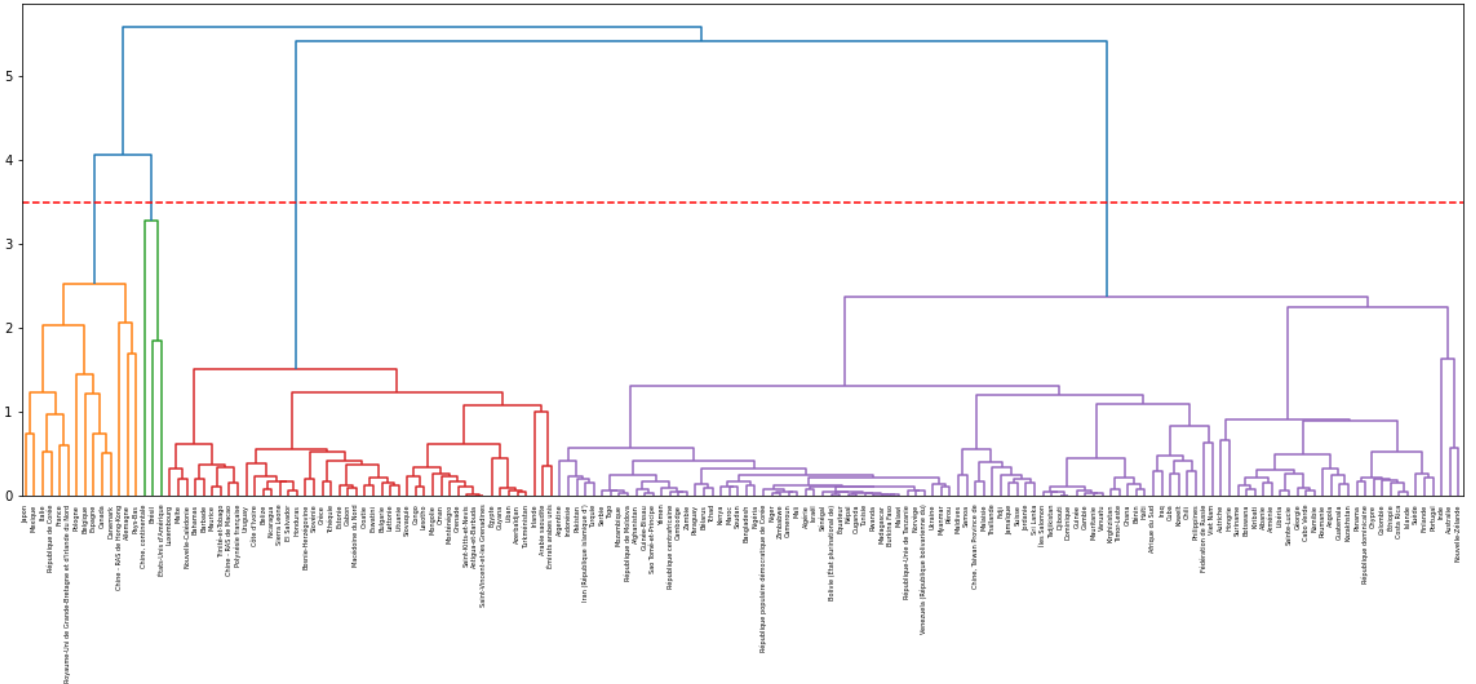 5
4
3
2
1
0
Japon
Mexique
Italie
République de Corée
France
Royaume-Uni de Grande-Bretagne et d'Irlande du Nord
Pologne
Belgique
Espagne
Canada
Danemark
Chine - RAS de Hong-Kong
Allemagne
Pays-Bas
Chine, continentale
Brésil
États-Unis d'Amérique
Luxembourg
Malte
Nouvelle-Calédonie
Bahamas
Barbade
Maurice
Trinité-et-Tobago
Chine - RAS de Macao
Polynésie française
Uruguay
Côte d'Ivoire
Belize
Nicaragua
Sierra Leone
El Salvador
Honduras
Bosnie-Herzégovine
Slovénie
Grèce
Tchéquie
Estonie
Gabon
Macédoine du Nord
Croatie
Eswatini
Bulgarie
Lettonie
Lituanie
Slovaquie
Congo
Lesotho
Mongolie
Oman
Monténégro
Grenade
Saint-Kitts-et-Nevis
Antigua-et-Barbuda
Saint-Vincent-et-les Grenadines
Guyana
Liban
Azerbaïdjan
Turkménistan
Hongrie
Arabie saoudite
Émirats arabes unis
Argentine
Indonésie
Pakistan
Iran (République islamique d')
Turquie
Serbie
Togo
Mozambique
République de Moldova
Afghanistan
Guinée-Bissau
Sao Tomé-et-Principe
Yémen
République centrafricaine
Cambodge
Zambie
Paraguay
Bélarus
Tchad
Kenya
Maroc
Soudan
Bangladesh
Nigéria
République populaire démocratique de Corée
Niger
Zimbabwe
Cameroun
Mali
Algérie
Sénégal
Bolivie (État plurinational de)
Équateur
Népal
Ouganda
Rwanda
Madagascar
Burkina Faso
Malawi
Tunisie
République-Unie de Tanzanie
Norvège
Venezuela (République bolivarienne du)
Ukraine
Myanmar
Pérou
Maldives
Samoa
Chine, Taiwan Province de
Malaisie
Thaïlande
Fidji
Jamaïque
Suisse
Jordanie
Sri Lanka
Îles Salomon
Tadjikistan
Djibouti
Dominique
Guinée
Gambie
Mauritanie
Vanuatu
Kirghizistan
Timor-Leste
Ghana
Bénin
Haïti
Afrique du Sud
Iraq
Cuba
Koweït
Chili
Philippines
Fédération de Russie
Viet Nam
Autriche
Suriname
Botswana
Kiribati
Albanie
Arménie
Libéria
Sainte-Lucie
Géorgie
Cabo Verde
Namibie
Roumanie
Angola
Guatemala
Kazakhstan
Panama
République dominicaine
Chypre
Colombie
Éthiopie
Costa Rica
Islande
Suède
Portugal
Inde
Australie
Nouvelle-Zélande